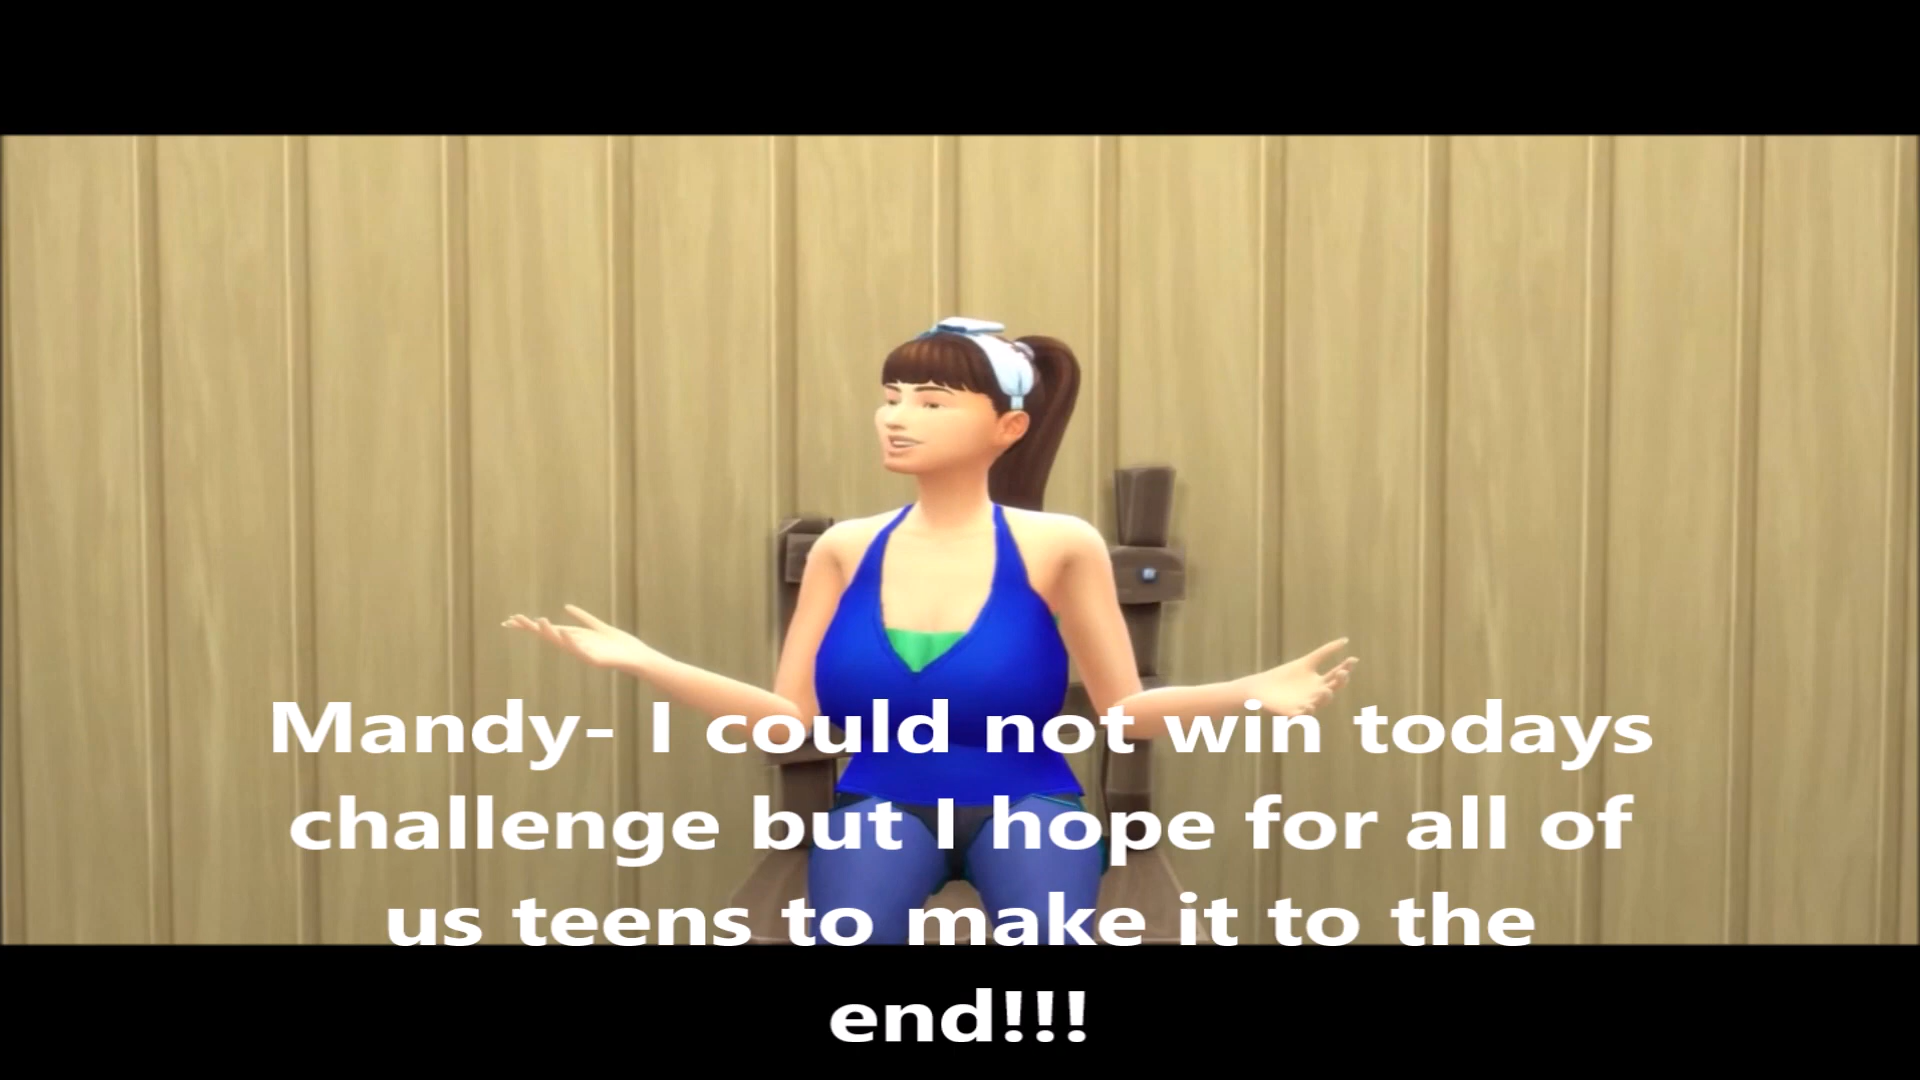 Mandy- I could not win todays
challenge but I hope for all of
us teens to make it to the
end!!!